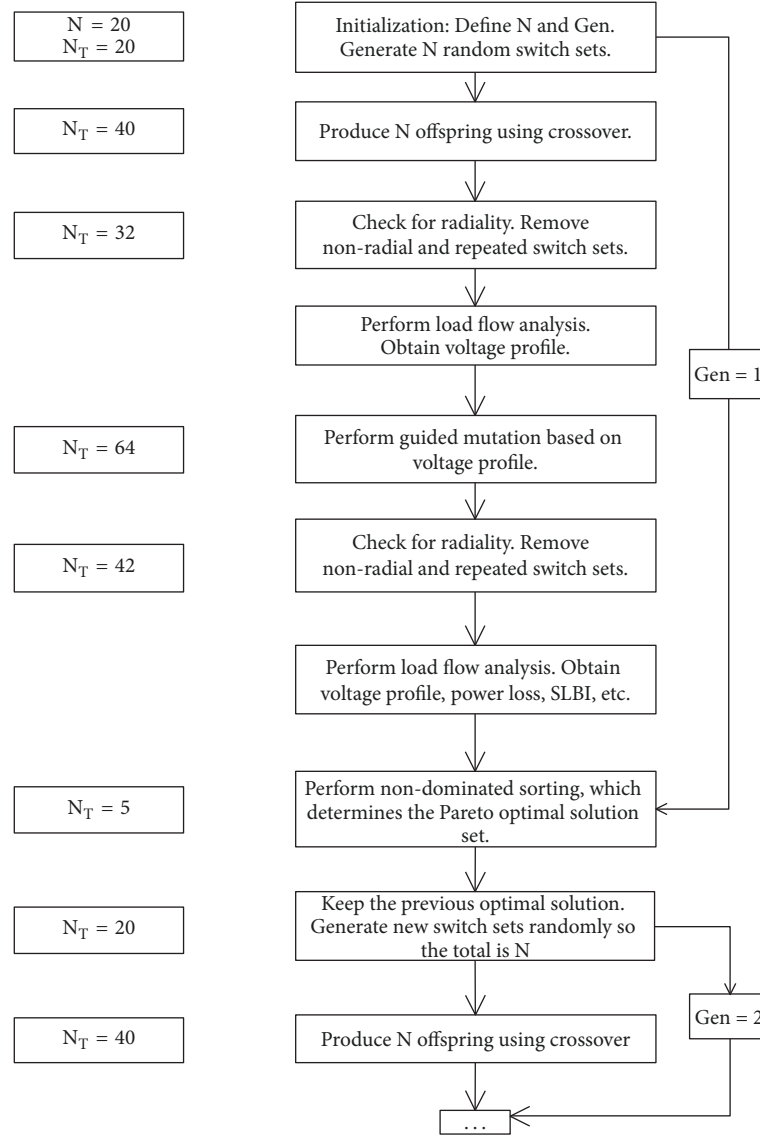 N = 20
N_T = 20
Initialization: Define N and Gen.
Generate N random switch sets.
N_T = 40
Produce N offspring using crossover.
N_T = 32
Check for radiality. Remove
non-radial and repeated switch sets.
Perform load flow analysis.
Obtain voltage profile.
Gen = 1
N_T = 64
Perform guided mutation based on
voltage profile.
N_T = 42
Check for radiality. Remove
non-radial and repeated switch sets.
Perform load flow analysis. Obtain
voltage profile, power loss, SLBI, etc.
N_T = 5
Perform non-dominated sorting, which
determines the Pareto optimal solution
set.
N_T = 20
Keep the previous optimal solution.
Generate new switch sets randomly so
the total is N
Gen = 2
N_T = 40
Produce N offspring using crossover
...